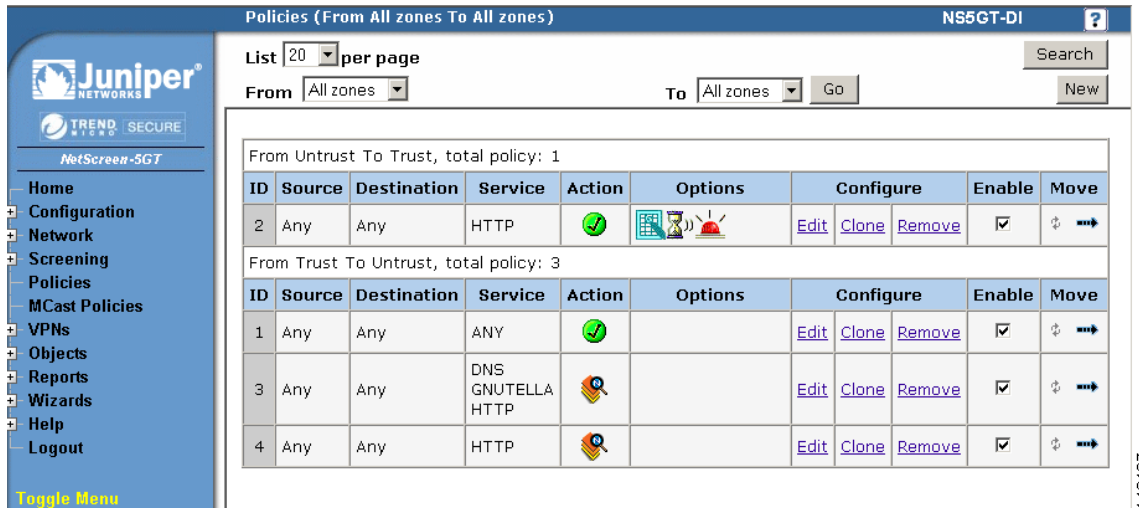 Policies (From All zones To All zones)
NS5GT-DI
?
Juniper®
NETWORKS
TREND MICRO SECURE
NetScreen-5GT
Home
Configuration
Network
Screening
Policies
MCast Policies
VPNs
Objects
Reports
Wizards
Help
Logout
Toggle Menu
List 20 per page
Search
From All zones To All zones Go
New
From Untrust To Trust, total policy: 1
ID Source Destination Service Action Options Configure Enable Move
2 Any Any HTTP Edit Clone Remove
From Trust To Untrust, total policy: 3
ID Source Destination Service Action Options Configure Enable Move
1 Any Any ANY Edit Clone Remove
3 Any Any DNS
GNUTELLA
HTTP Edit Clone Remove
4 Any Any HTTP Edit Clone Remove